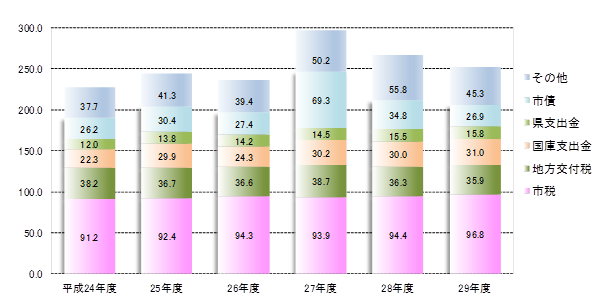 300.0
250.0
200.0
150.0
100.0
50.0
0.0
37.7 41.3 39.4 50.2 55.8 45.3
26.2 30.4 27.4 69.3 34.8 26.9
12.0 13.8 14.2 14.5 15.5 15.8
22.3 29.9 24.3 30.2 30.0 31.0
38.2 36.7 36.6 38.7 36.3 35.9
91.2 92.4 94.3 93.9 94.4 96.8
平成24年度 25年度 26年度 27年度 28年度 29年度
その他
市債
県支出金
国庫支出金
地方交付税
市税